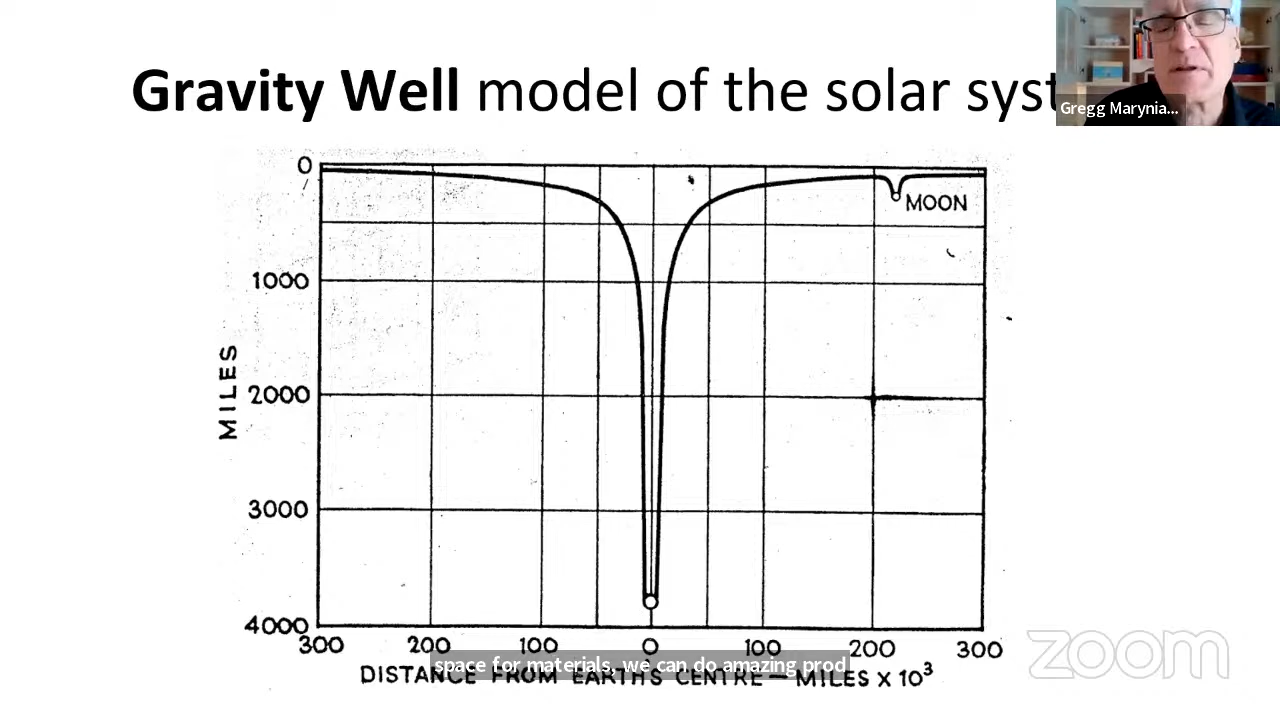 Gravity Well model of the solar syst
Gregg Marynia...
0
MOON
1000
MILES
2000
3000
4000
300 200 100 0 100 200 300
space for materials, we can do amazing prod
DISTANCE FROM EARTH'S CENTRE — MILES X 10³
zoom